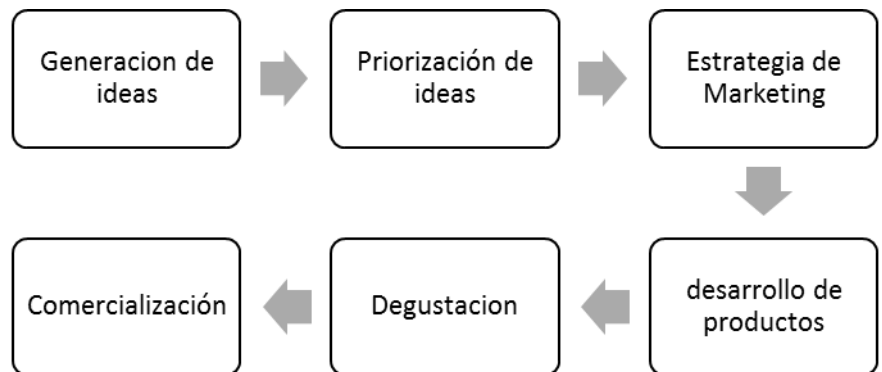 Generacion de
ideas
Priorización de
ideas
Estrategia de
Marketing
desarrollo de
productos
Degustacion
Comercialización